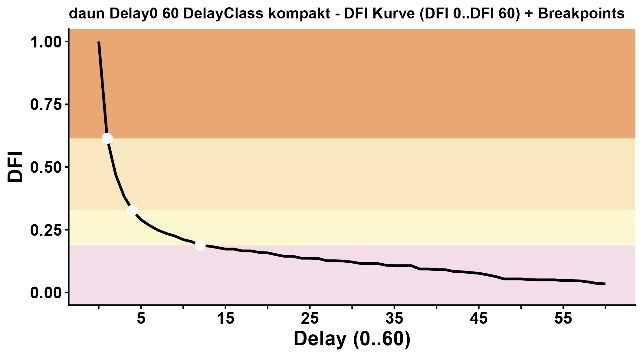 daun Delay0 60 DelayClass kompakt - DFI Kurve (DFI 0..DFI 60) + Breakpoints
1.00
0.75
0.50
0.25
0.00
DFI
5 15 25 35 45 55
Delay (0..60)